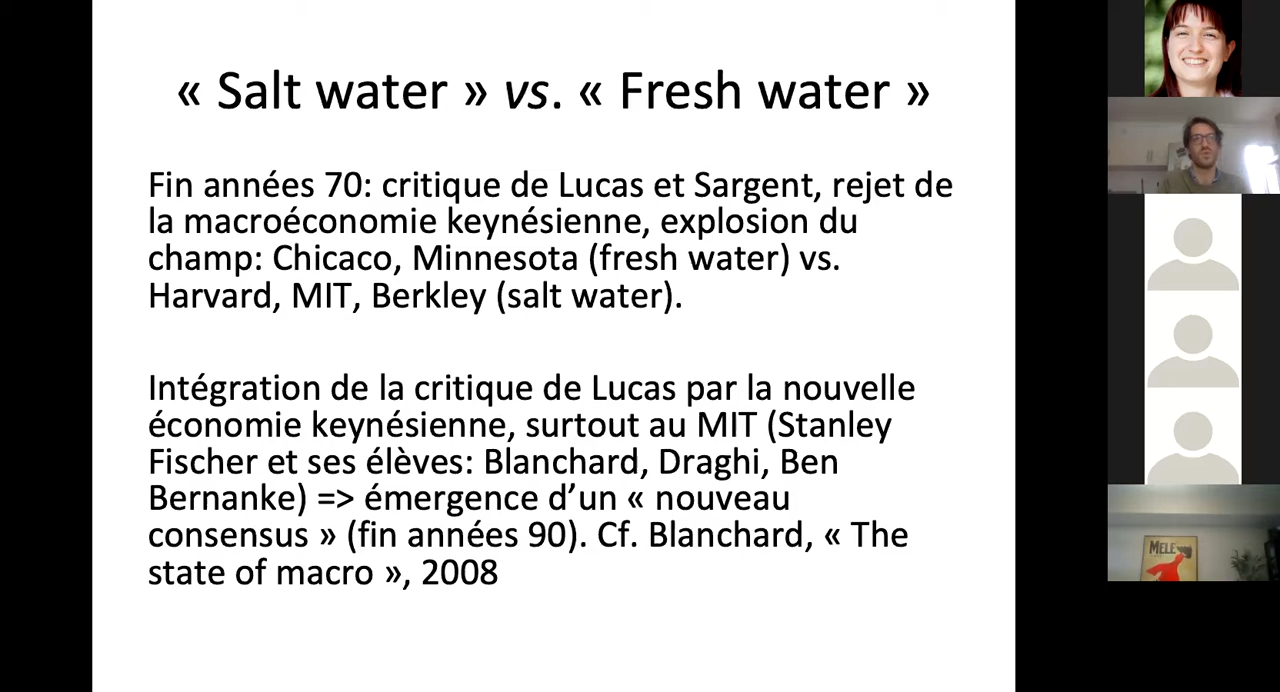 « Salt water » vs. « Fresh water »
Fin années 70: critique de Lucas et Sargent, rejet de
la macroéconomie keynésienne, explosion du
champ: Chicaco, Minnesota (fresh water) vs.
Harvard, MIT, Berkley (salt water).
Intégration de la critique de Lucas par la nouvelle
économie keynésienne, surtout au MIT (Stanley
Fischer et ses élèves: Blanchard, Draghi, Ben
Bernanke) => émergence d’un « nouveau
consensus » (fin années 90). Cf. Blanchard, « The
state of macro », 2008
MELE